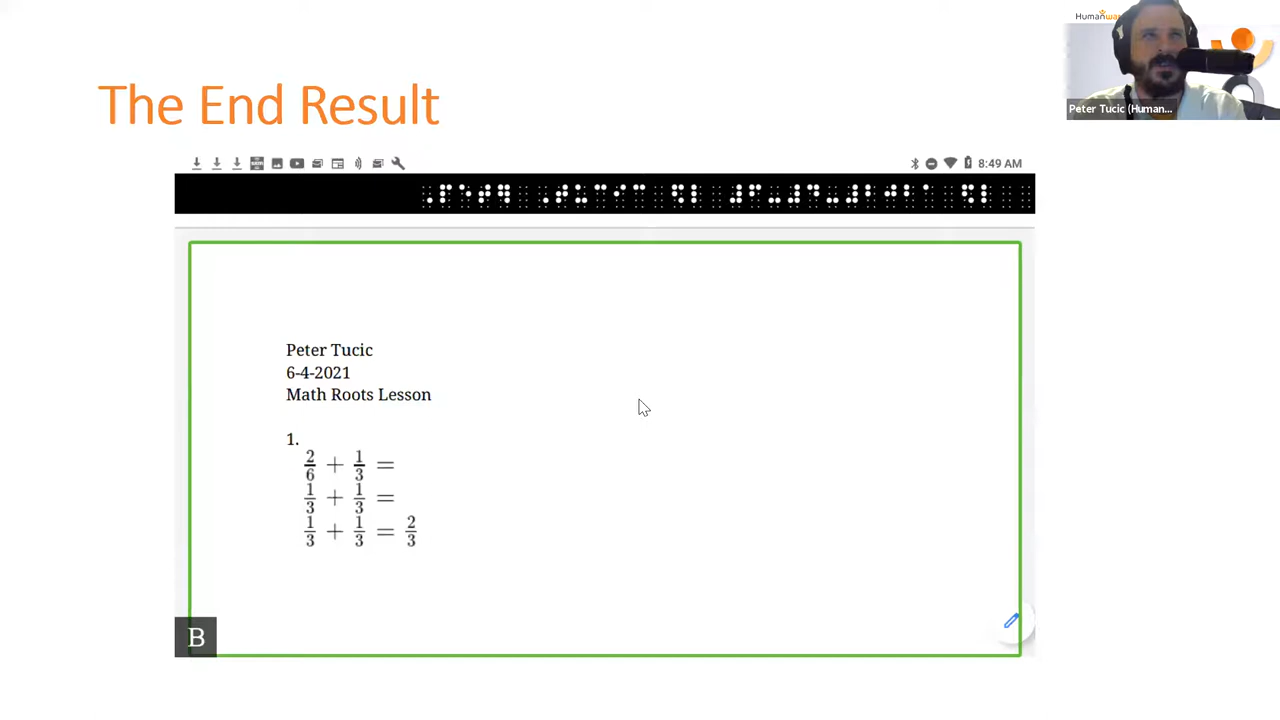 The End Result
8:49 AM
Peter Tucic
6-4-2021
Math Roots Lesson
1.
2/6 + 1/3 =
1/3 + 1/3 =
1/3 + 1/3 = 2/3
B
Peter Tucic (Human...